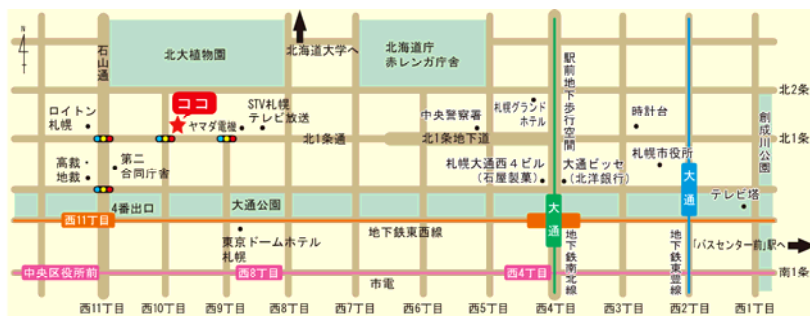 N
石山通
北大植物園
北海道大学へ
北海道庁
赤レンガ庁舎
駅前地下歩行空間
北2条
ココ
ロイトン
札幌
ヤマダ電機
STV札幌
テレビ放送
中央警察署
札幌グランド
ホテル
時計台
創成川公園
北1条通
北1条地下道
北1条
高裁・
地裁
第二
合同庁舎
札幌大通西4ビル
(石屋製菓)
大通ビッセ
(北洋銀行)
札幌市役所
4番出口
大通公園
大通
大通
テレビ塔
西11丁目
地下鉄東西線
東京ドームホテル
札幌
地下鉄南北線
地下鉄東豊線
「バスセンター前」駅へ
中央区役所前
西8丁目
市電
西4丁目
南1条
西11丁目
西10丁目
西9丁目
西8丁目
西7丁目
西6丁目
西5丁目
西4丁目
西3丁目
西2丁目
西1丁目